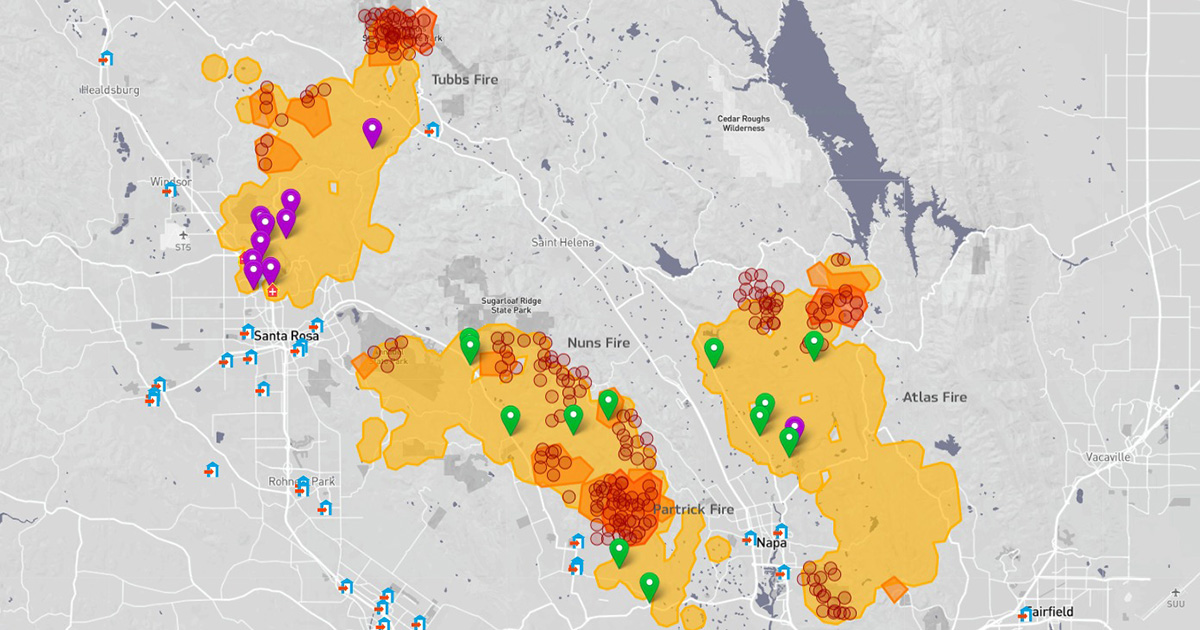 Tubbs Fire
Healdsburg
Cedar Roughs
Wilderness
Windsor
STS
Saint Helena
Sugarloaf Ridge
State Park
Santa Rosa
Nuns Fire
Atlas Fire
Vacaville
Rohnert Park
Partrick Fire
Napa
SUU
Fairfield